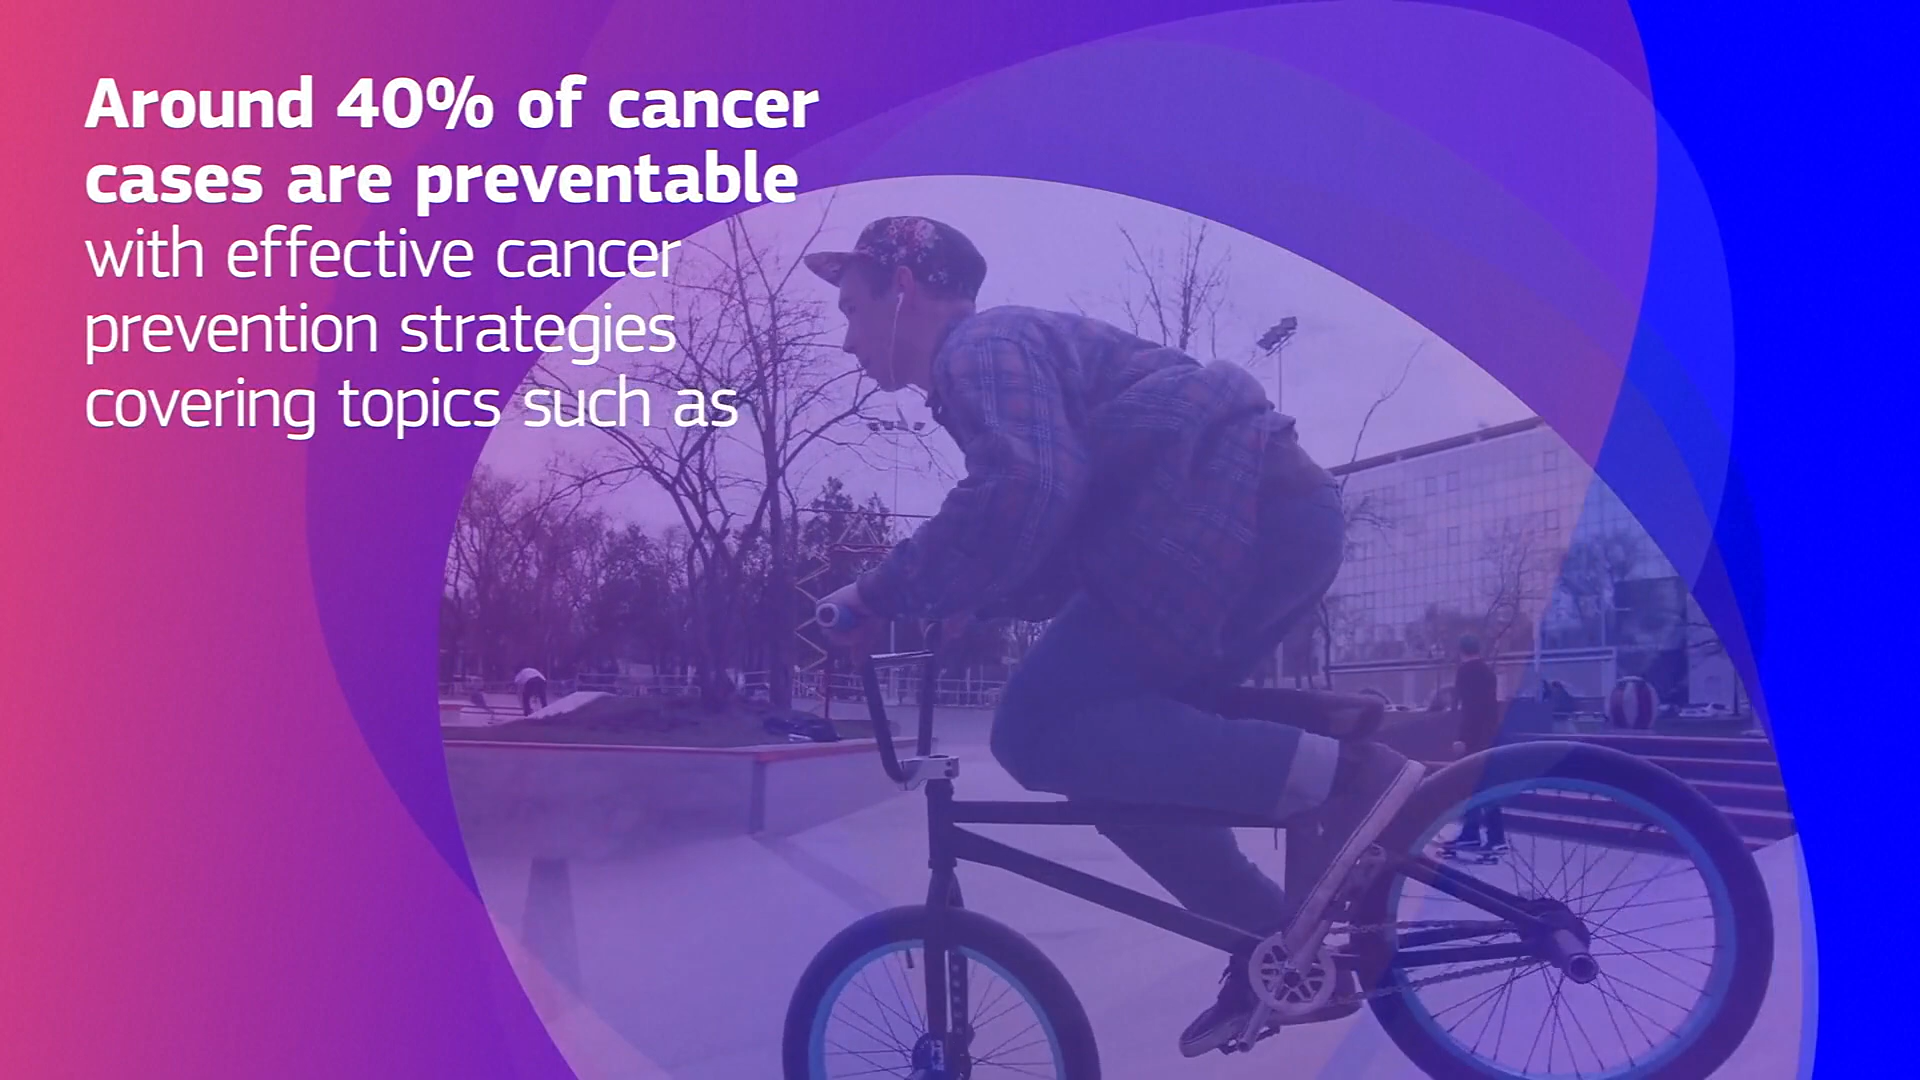 Around 40% of cancer
cases are preventable
with effective cancer
prevention strategies
covering topics such as